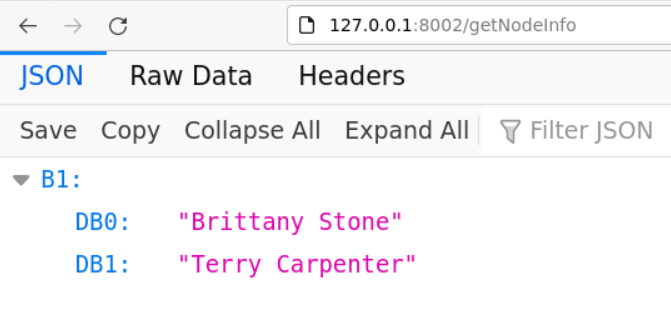 127.0.0.1:8002/getNodeInfo
JSON Raw Data Headers
Save Copy Collapse All Expand All Filter JSON
B1:
DB0: "Brittany Stone"
DB1: "Terry Carpenter"